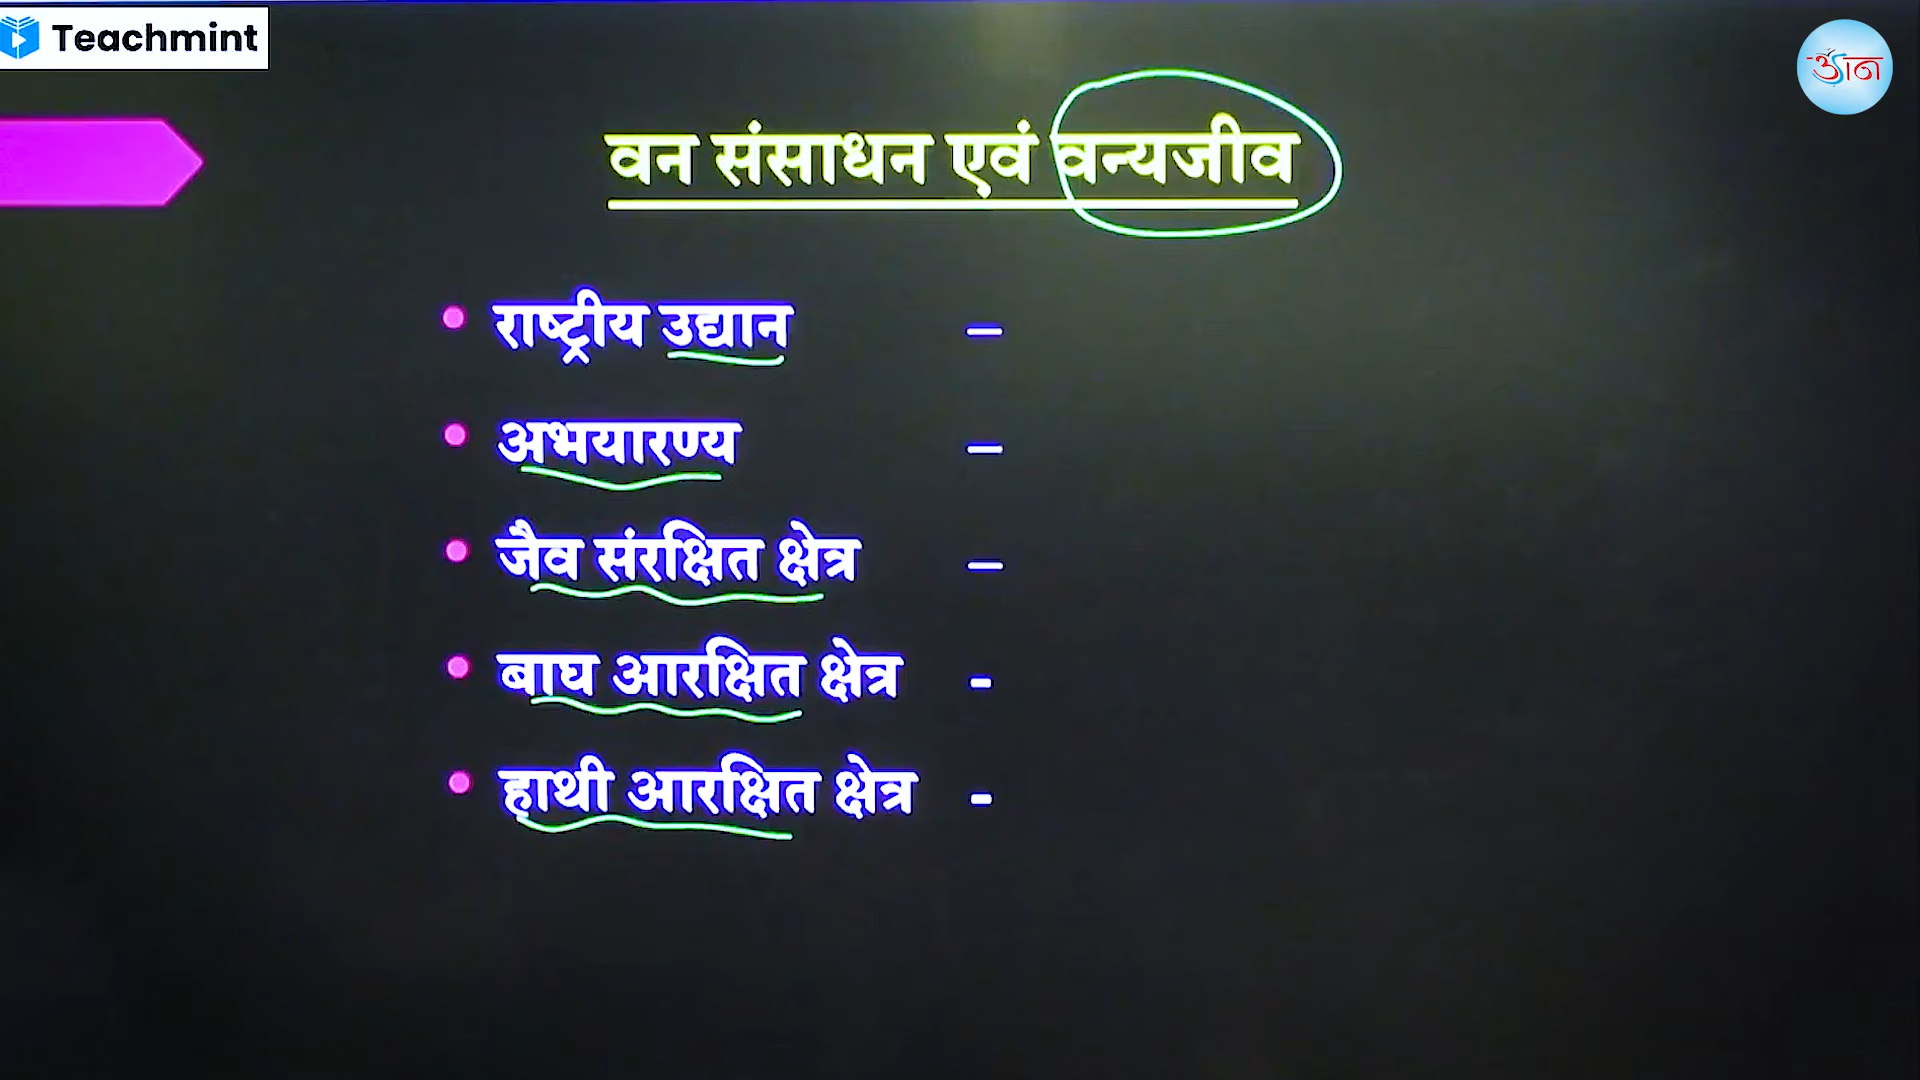 Teachmint
ज्ञान
वन संसाधन एवं वन्यजीव
• राष्ट्रीय उद्यान –
• अभयारण्य –
• जैव संरक्षित क्षेत्र –
• बाघ आरक्षित क्षेत्र -
• हाथी आरक्षित क्षेत्र -